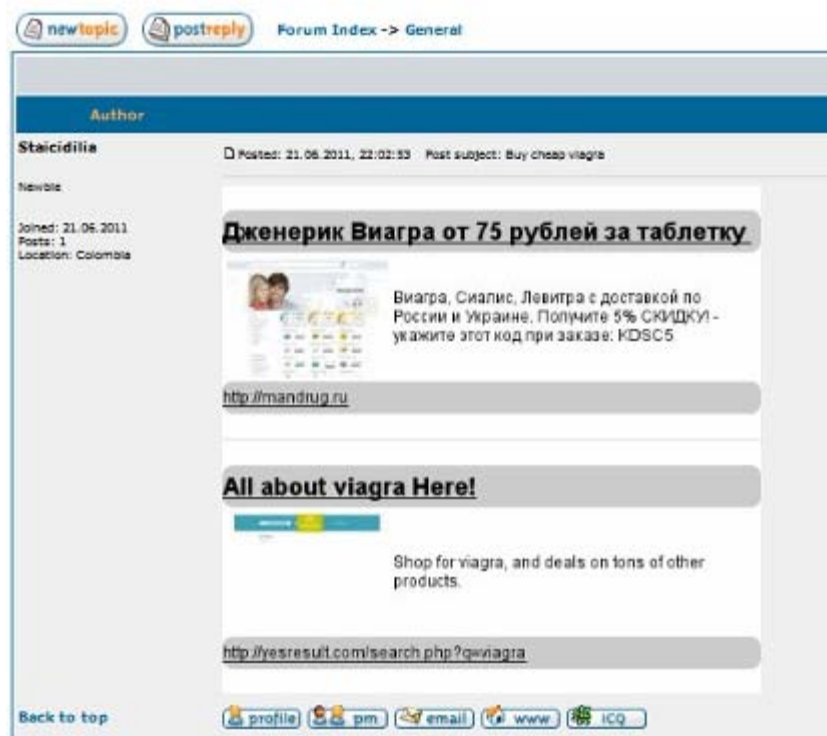 newtopic postreply Forum Index -> General
Author
Staicidilia
Posted: 21.06.2011, 22:02:53 Post subject: Buy cheap viagra
Newbie
Joined: 21.06.2011
Posts: 1
Location: Colombia
Дженерик Виагра от 75 рублей за таблетку
Виагра, Сиалис, Левитра с доставкой по
России и Украине. Получите 5% СКИДКУ! -
укажите этот код при заказе: KDSC5
http://mandrug.ru
All about viagra Here!
Shop for viagra, and deals on tons of other
products.
http://yesresult.com/search.php?q=viagra
Back to top profile pm email www ICQ